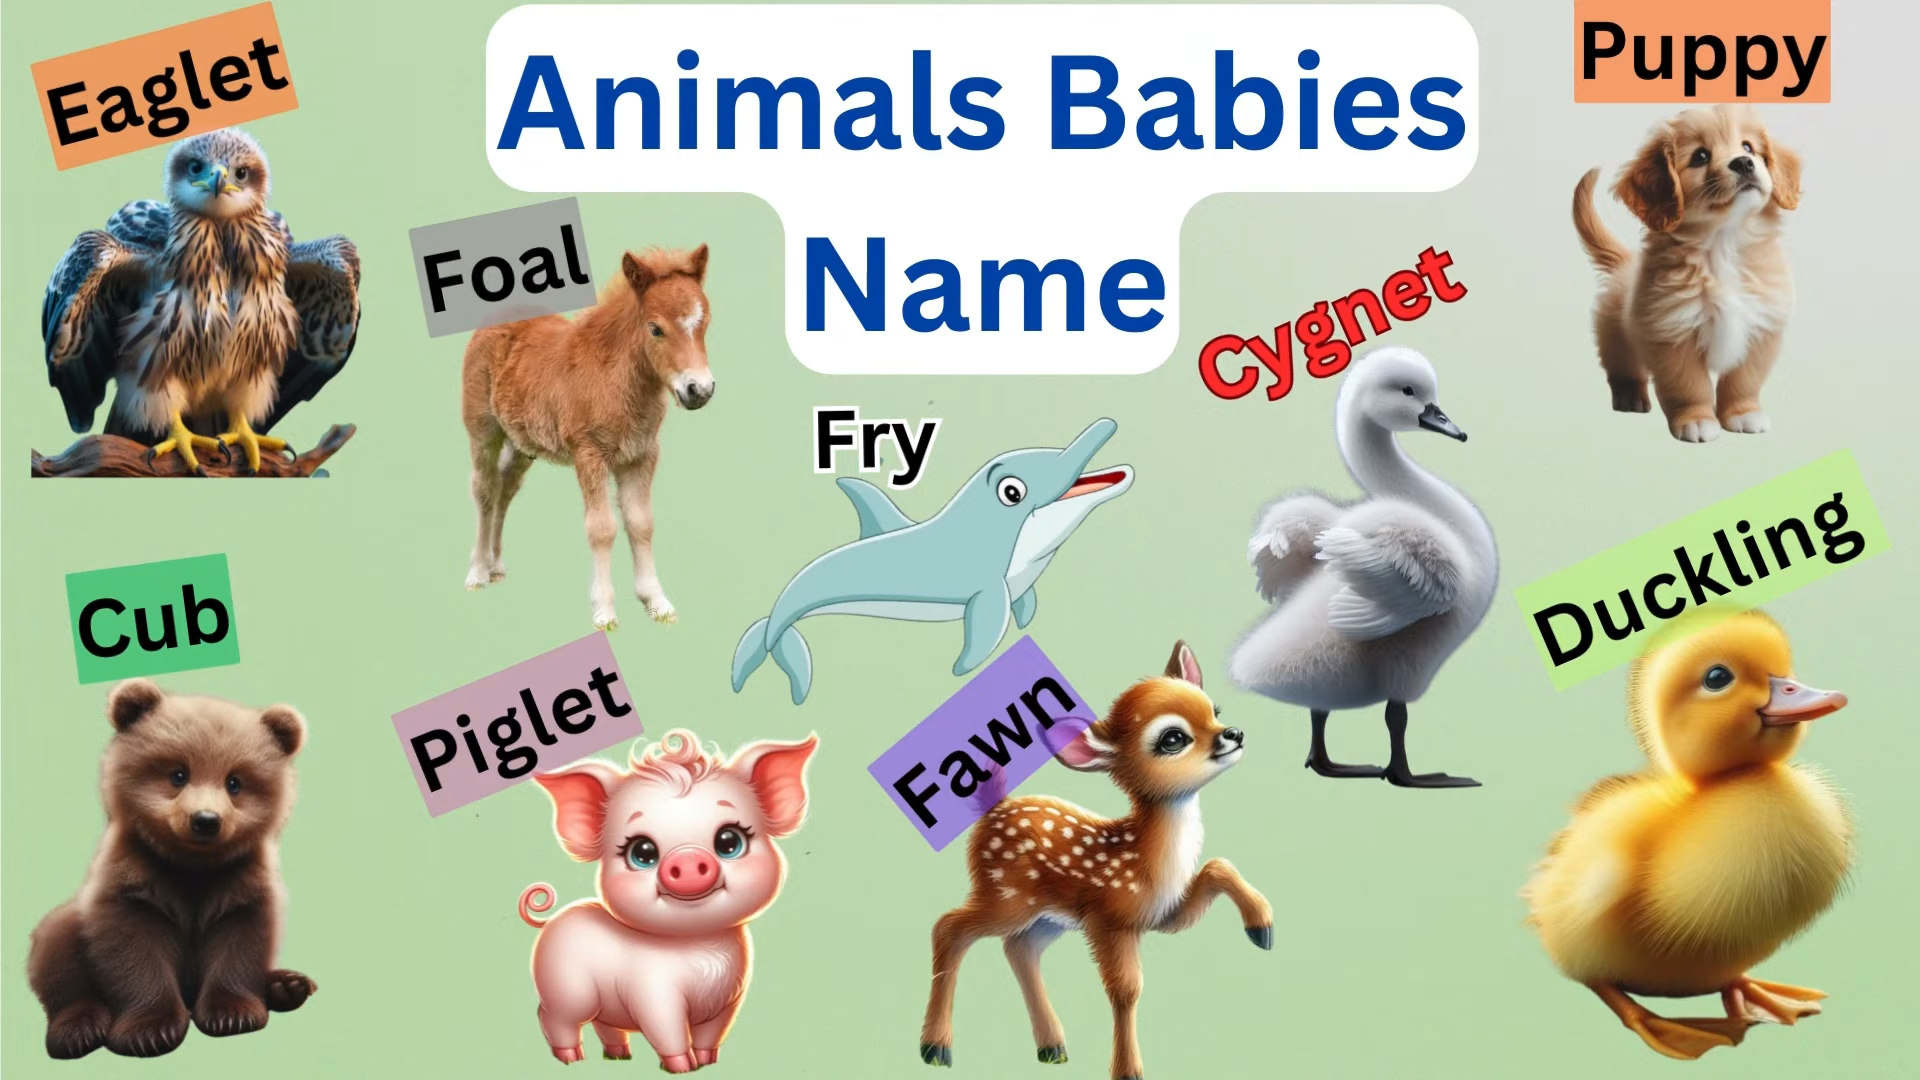 Animals Babies
Name
Eaglet
Puppy
Foal
Cygnet
Fry
Duckling
Cub
Piglet
Fawn